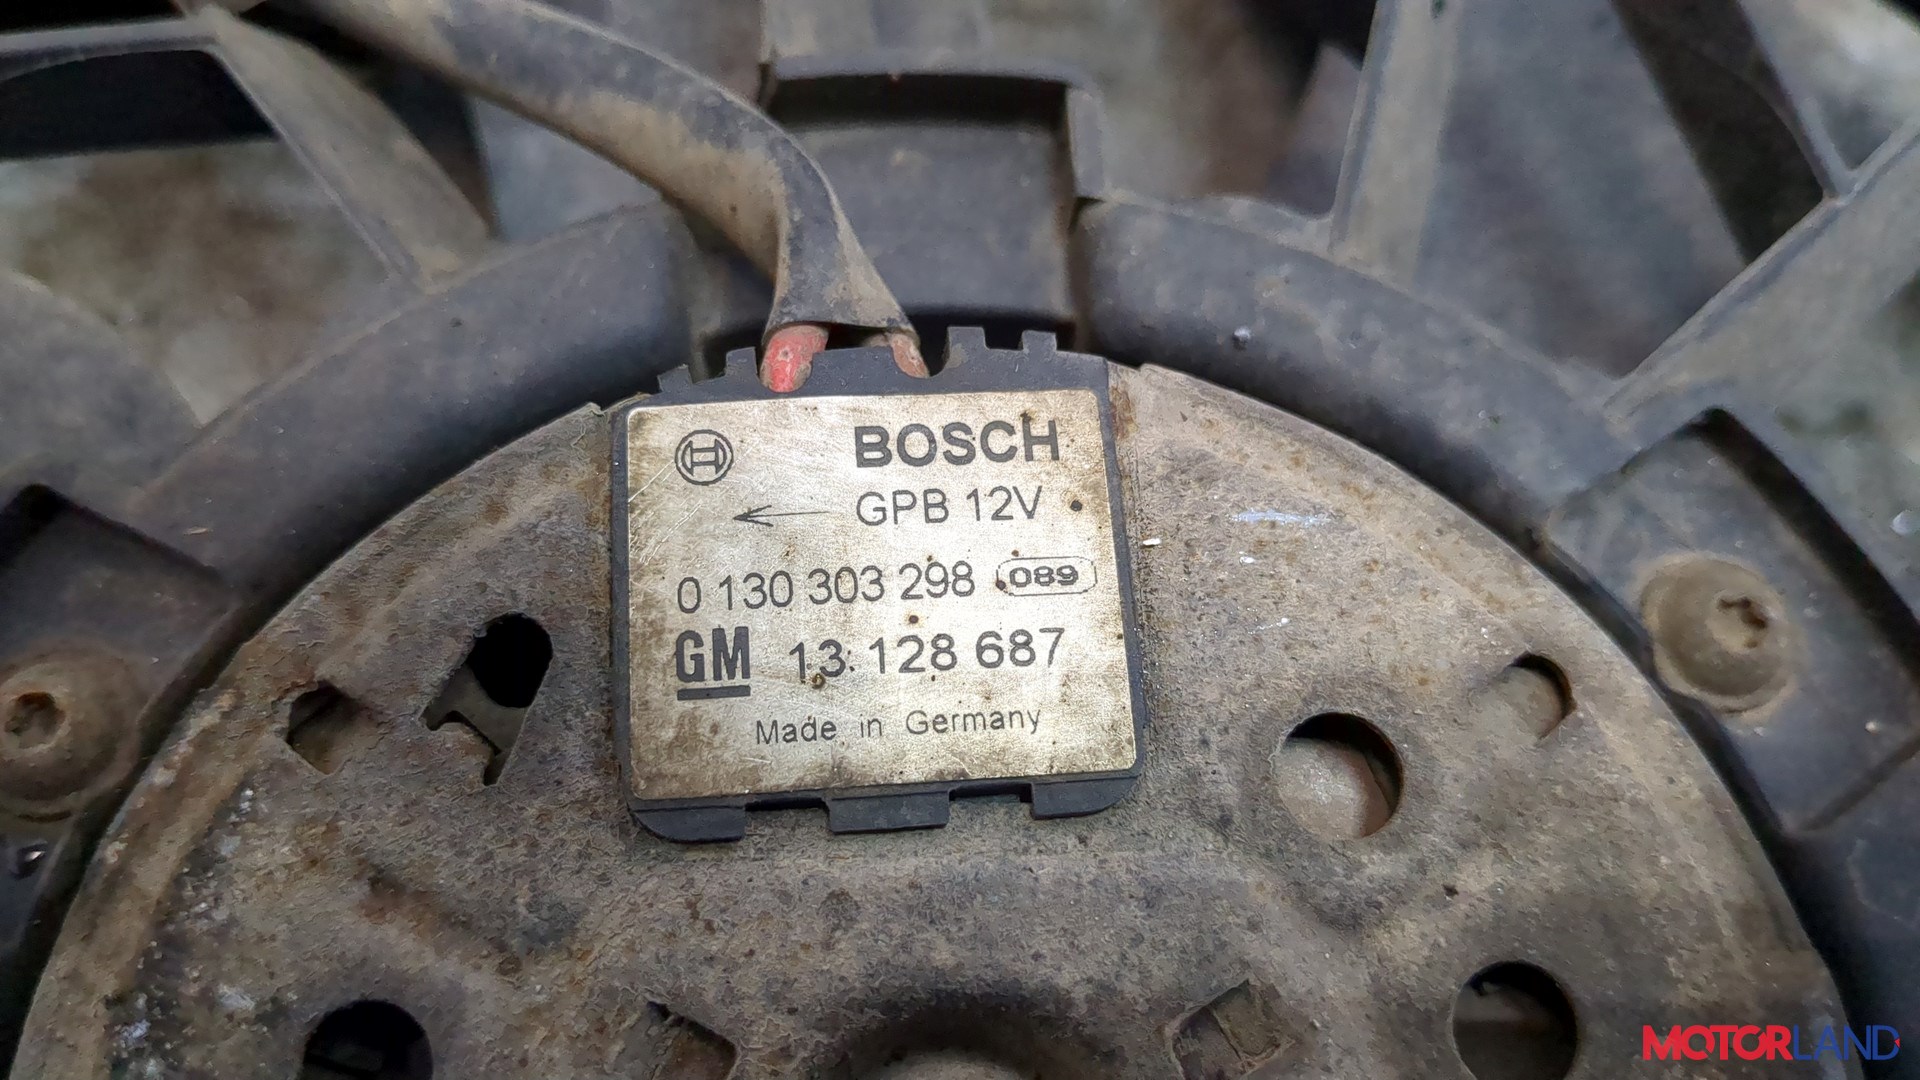 BOSCH
← GPB 12V
0 130 303 298 089
GM 13 128 687
Made in Germany
MOTORLAND